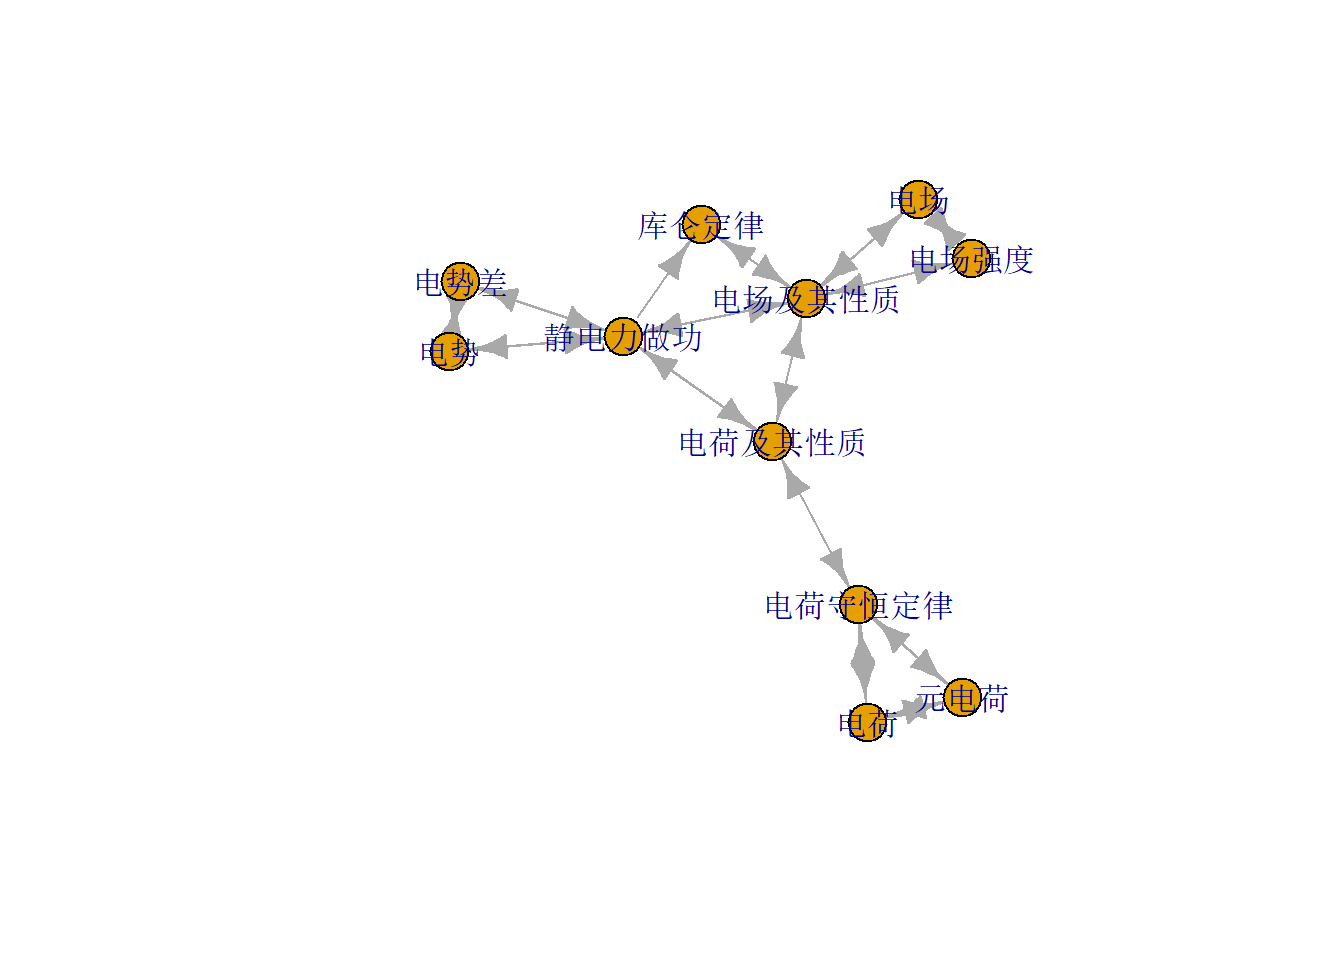 电场
库仑定律
电场强度
电势差
电场及其性质
静电力做功
电势
电荷及其性质
电荷守恒定律
元电荷
电荷